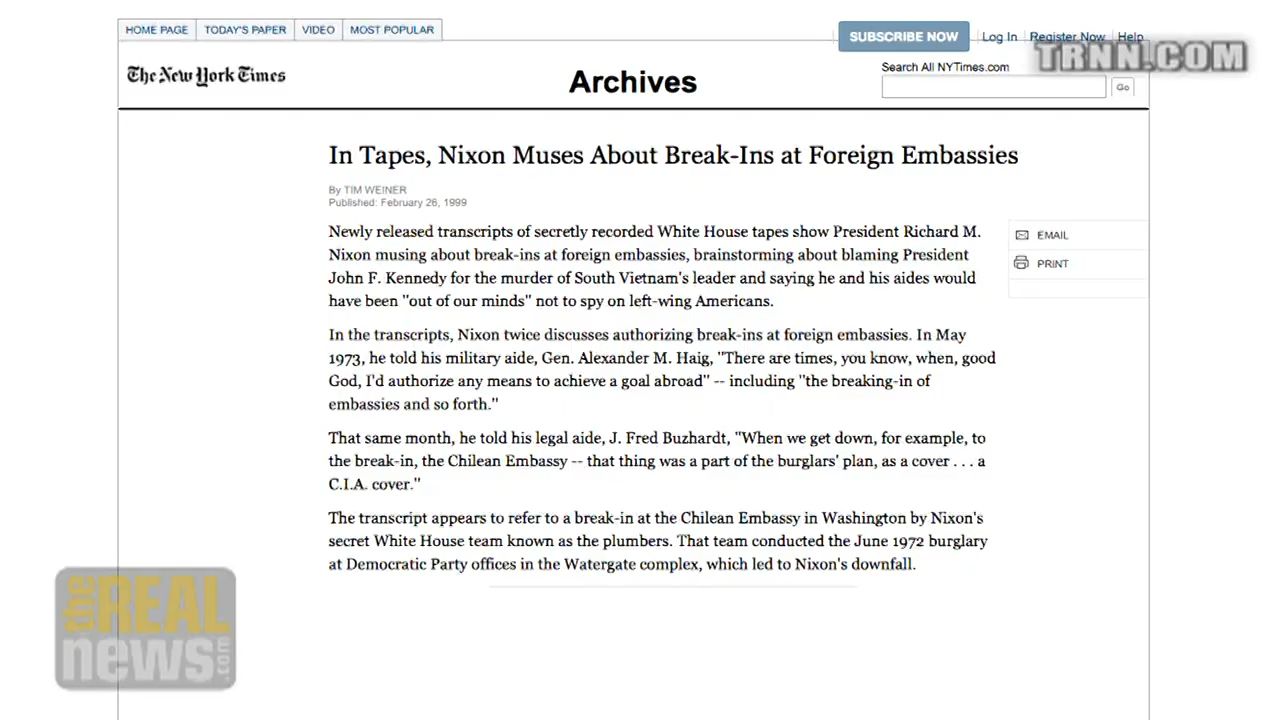 HOME PAGE TODAY'S PAPER VIDEO MOST POPULAR
SUBSCRIBE NOW Log In Register Now Help
TRNN.COM
The New York Times
Archives
Search All NYTimes.com
Go
In Tapes, Nixon Muses About Break-Ins at Foreign Embassies
By TIM WEINER
Published: February 26, 1999
Newly released transcripts of secretly recorded White House tapes show President Richard M.
Nixon musing about break-ins at foreign embassies, brainstorming about blaming President
John F. Kennedy for the murder of South Vietnam's leader and saying he and his aides would
have been "out of our minds" not to spy on left-wing Americans.
EMAIL
PRINT
In the transcripts, Nixon twice discusses authorizing break-ins at foreign embassies. In May
1973, he told his military aide, Gen. Alexander M. Haig, "There are times, you know, when, good
God, I'd authorize any means to achieve a goal abroad" -- including "the breaking-in of
embassies and so forth."
That same month, he told his legal aide, J. Fred Buzhardt, "When we get down, for example, to
the break-in, the Chilean Embassy -- that thing was a part of the burglars' plan, as a cover . . . a
C.I.A. cover."
The transcript appears to refer to a break-in at the Chilean Embassy in Washington by Nixon's
secret White House team known as the plumbers. That team conducted the June 1972 burglary
at Democratic Party offices in the Watergate complex, which led to Nixon's downfall.
the REAL
news.com